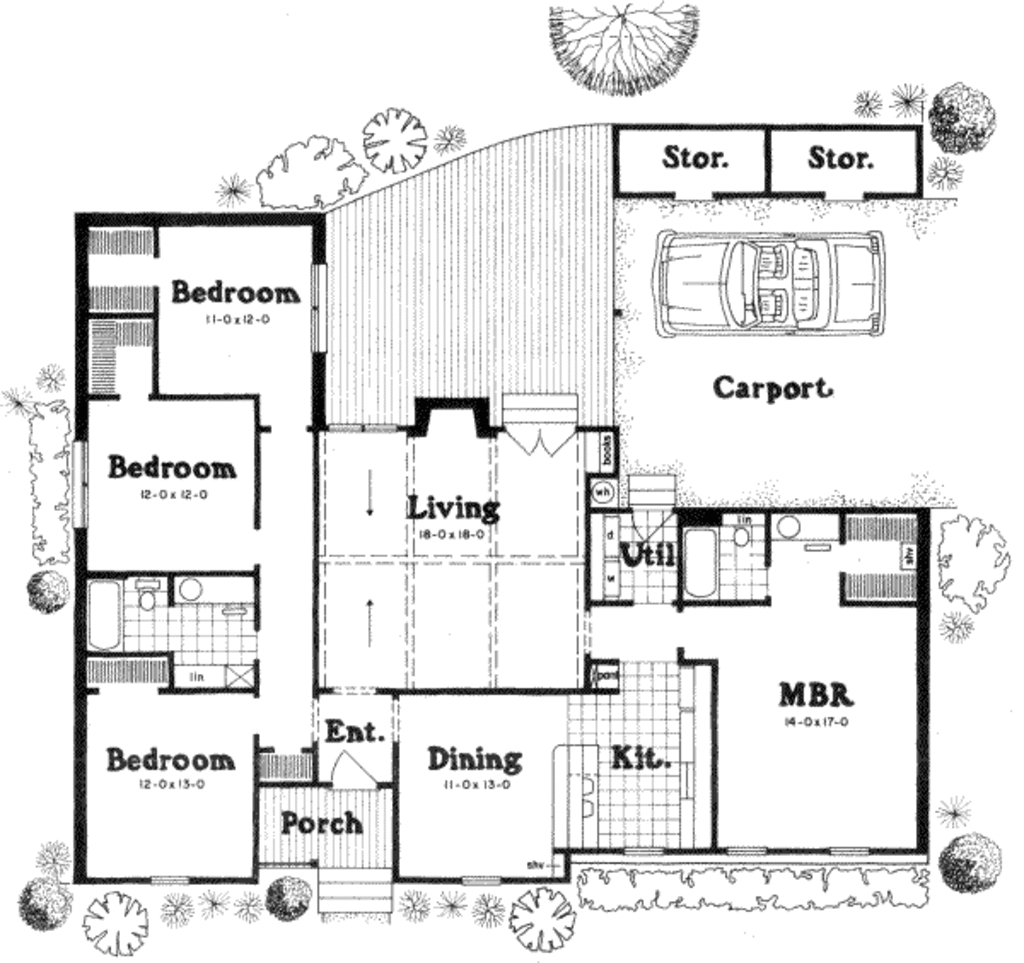 Stor.
Stor.
Bedroom
11-0 x 12-0
Carport
Bedroom
12-0 x 12-0
books
wh
Living
18-0 x 18-0
d
Util
s
lin
shv
lin
pan
MBR
14-0 x 17-0
Bedroom
12-0 x 13-0
Ent.
Dining
11-0 x 13-0
Kit.
Porch
shv